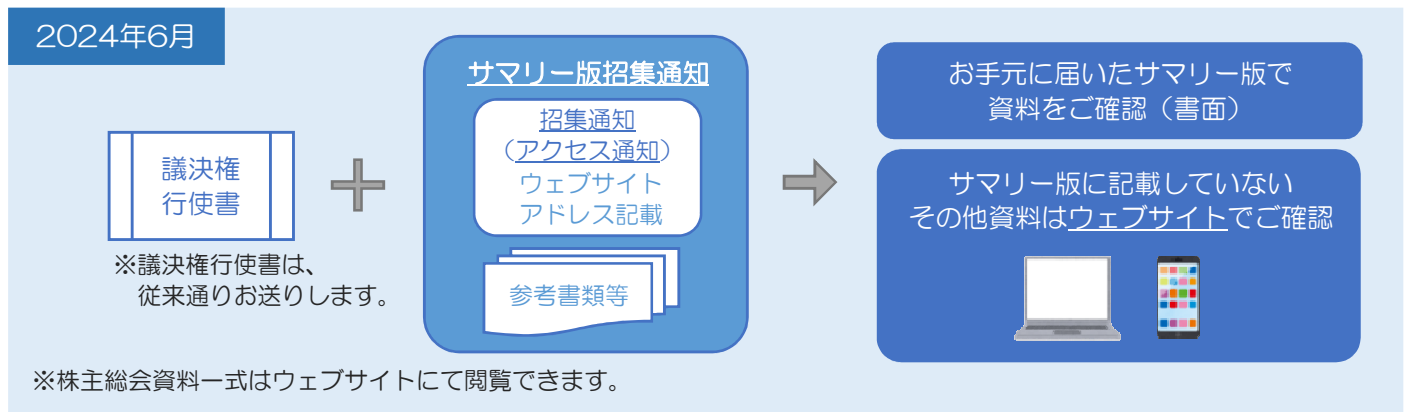 2024年6月
議決権
行使書
※議決権行使書は、
従来通りお送りします。
サマリー版招集通知
招集通知
（アクセス通知）
ウェブサイト
アドレス記載
参考書類等
お手元に届いたサマリー版で
資料をご確認（書面）
サマリー版に記載していない
その他資料はウェブサイトでご確認
※株主総会資料一式はウェブサイトにて閲覧できます。